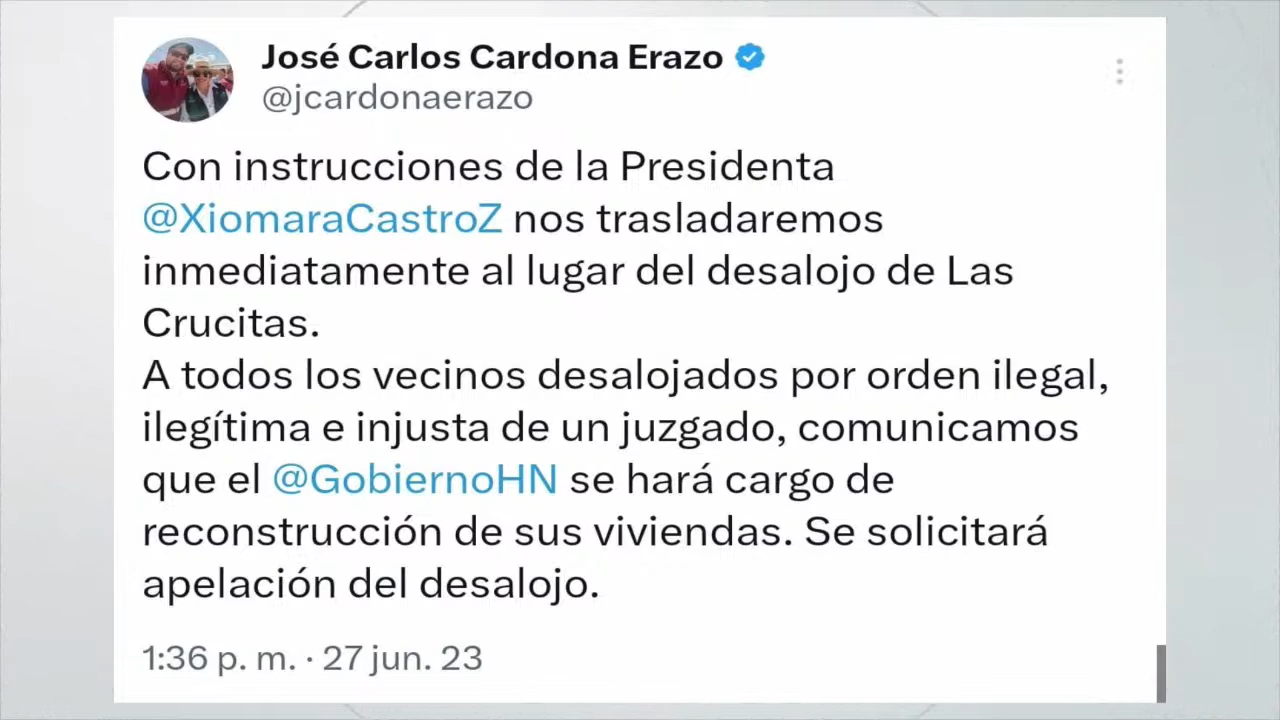 José Carlos Cardona Erazo
@jcardonaerazo
Con instrucciones de la Presidenta
@XiomaraCastroZ nos trasladaremos
inmediatamente al lugar del desalojo de Las
Crucitas.
A todos los vecinos desalojados por orden ilegal,
ilegítima e injusta de un juzgado, comunicamos
que el @GobiernoHN se hará cargo de
reconstrucción de sus viviendas. Se solicitará
apelación del desalojo.
1:36 p. m. · 27 jun. 23